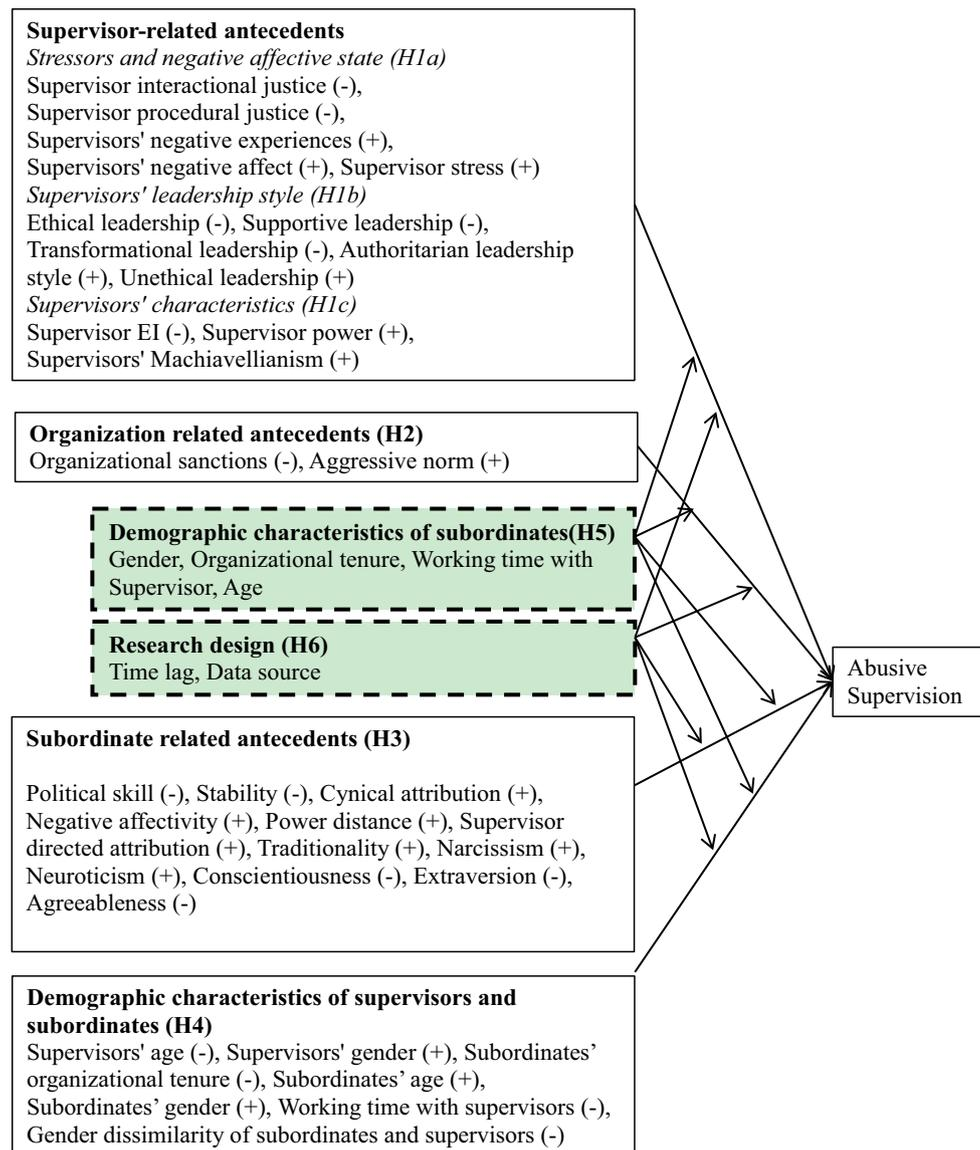 Supervisor-related antecedents
Stressors and negative affective state (H1a)
Supervisor interactional justice (-),
Supervisor procedural justice (-),
Supervisors' negative experiences (+),
Supervisors' negative affect (+), Supervisor stress (+)
Supervisors' leadership style (H1b)
Ethical leadership (-), Supportive leadership (-),
Transformational leadership (-), Authoritarian leadership
style (+), Unethical leadership (+)
Supervisors' characteristics (H1c)
Supervisor EI (-), Supervisor power (+),
Supervisors' Machiavellianism (+)
Organization related antecedents (H2)
Organizational sanctions (-), Aggressive norm (+)
Demographic characteristics of subordinates(H5)
Gender, Organizational tenure, Working time with
Supervisor, Age
Research design (H6)
Time lag, Data source
Abusive
Supervision
Subordinate related antecedents (H3)
Political skill (-), Stability (-), Cynical attribution (+),
Negative affectivity (+), Power distance (+), Supervisor
directed attribution (+), Traditionality (+), Narcissism (+),
Neuroticism (+), Conscientiousness (-), Extraversion (-),
Agreeableness (-)
Demographic characteristics of supervisors and
subordinates (H4)
Supervisors' age (-), Supervisors' gender (+), Subordinates’
organizational tenure (-), Subordinates’ age (+),
Subordinates’ gender (+), Working time with supervisors (-),
Gender dissimilarity of subordinates and supervisors (-)